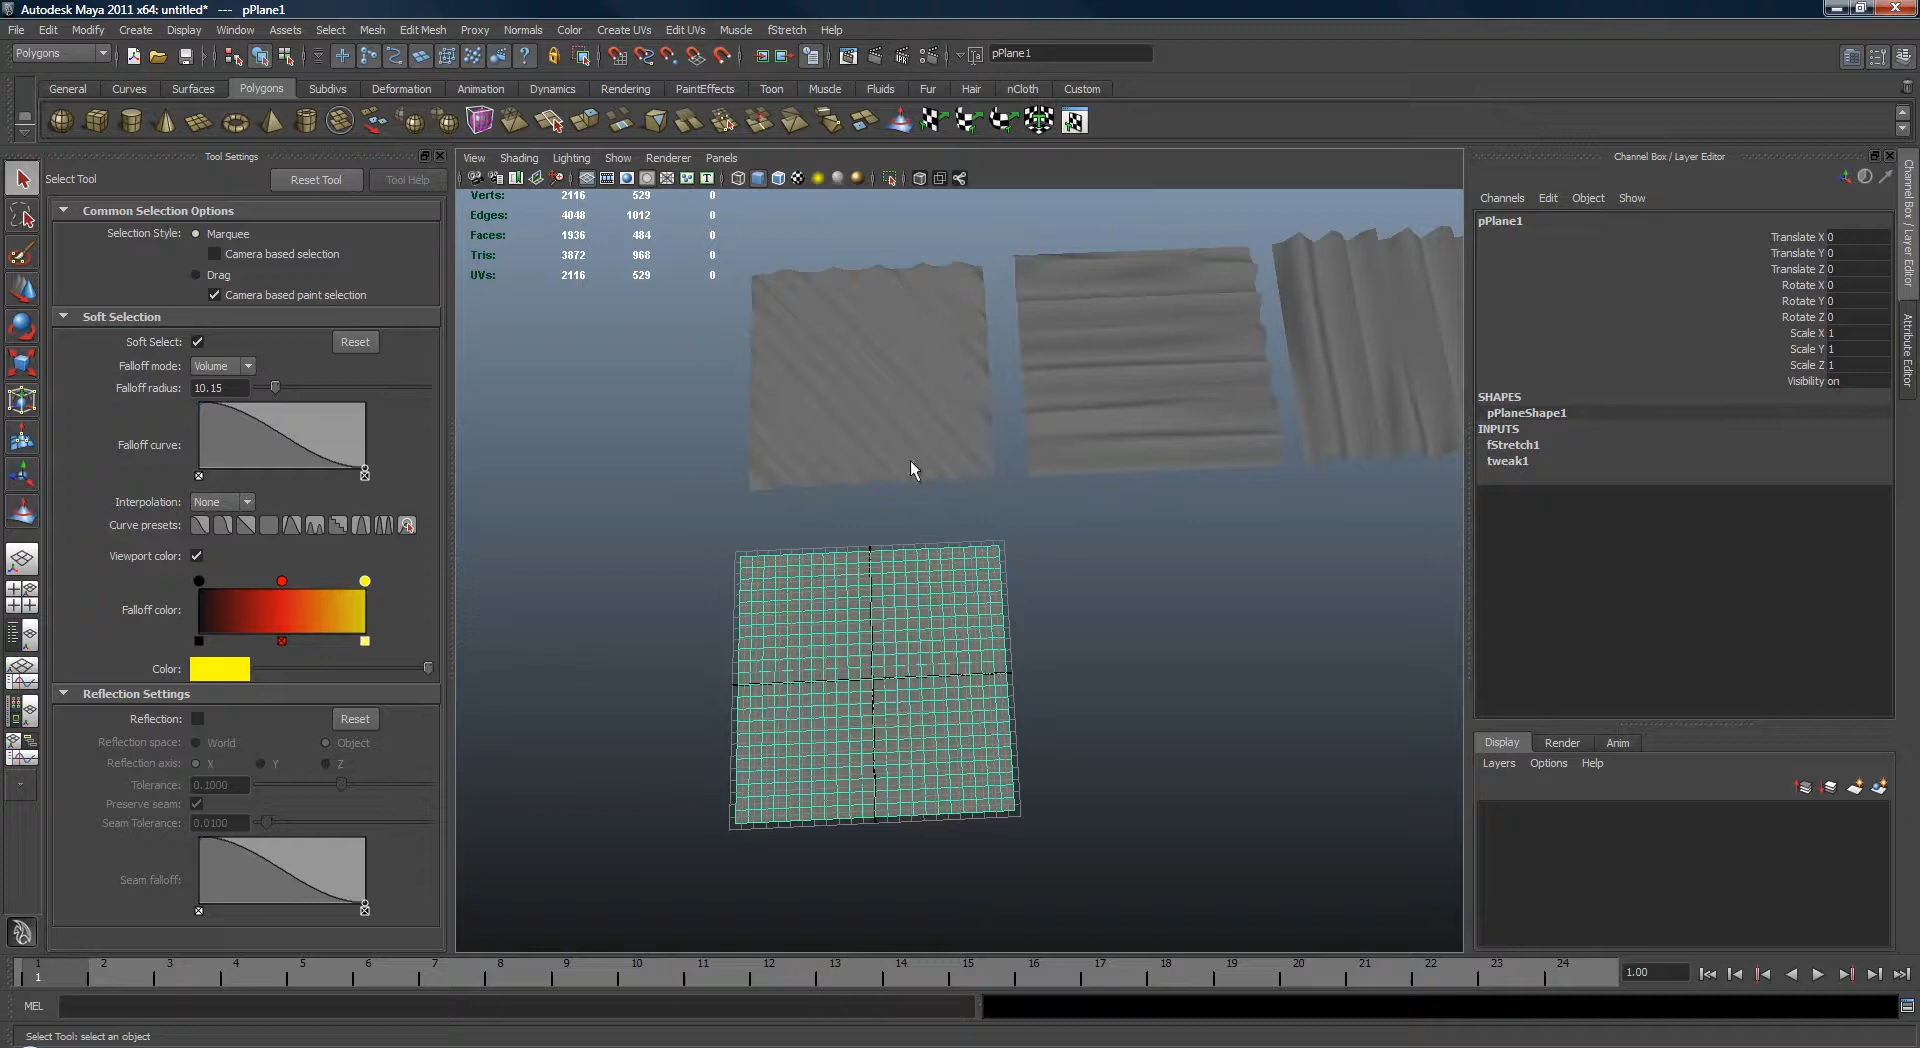 Autodesk Maya 2011 x64: untitled*   ---   pPlane1
File Edit Modify Create Display Window Assets Select Mesh Edit Mesh Proxy Normals Color Create UVs Edit UVs Muscle fStretch Help
Polygons
pPlane1
General Curves Surfaces Polygons Subdivs Deformation Animation Dynamics Rendering PaintEffects Toon Muscle Fluids Fur Hair nCloth Custom
Tool Settings
Select Tool Reset Tool Tool Help
Common Selection Options
Selection Style: Marquee
Camera based selection
Drag
Camera based paint selection
Soft Selection
Soft Select: Reset
Falloff mode: Volume
Falloff radius: 10.15
Falloff curve:
Interpolation: None
Curve presets:
Viewport color:
Falloff color:
Color:
Reflection Settings
Reflection: Reset
Reflection space: World Object
Reflection axis: X Y Z
Tolerance: 0.1000
Preserve seam:
Seam Tolerance: 0.0100
Seam falloff:
View Shading Lighting Show Renderer Panels
Verts: 2116 529 0
Edges: 4048 1012 0
Faces: 1936 484 0
Tris: 3872 968 0
UVs: 2116 529 0
Channel Box / Layer Editor
Channels Edit Object Show
pPlane1
Translate X 0
Translate Y 0
Translate Z 0
Rotate X 0
Rotate Y 0
Rotate Z 0
Scale X 1
Scale Y 1
Scale Z 1
Visibility on
SHAPES
pPlaneShape1
INPUTS
fStretch1
tweak1
Channel Box / Layer Editor
Attribute Editor
Display Render Anim
Layers Options Help
1 2 3 4 5 6 7 8 9 10 11 12 13 14 15 16 17 18 19 20 21 22 23 24
1
1.00
MEL
Select Tool: select an object